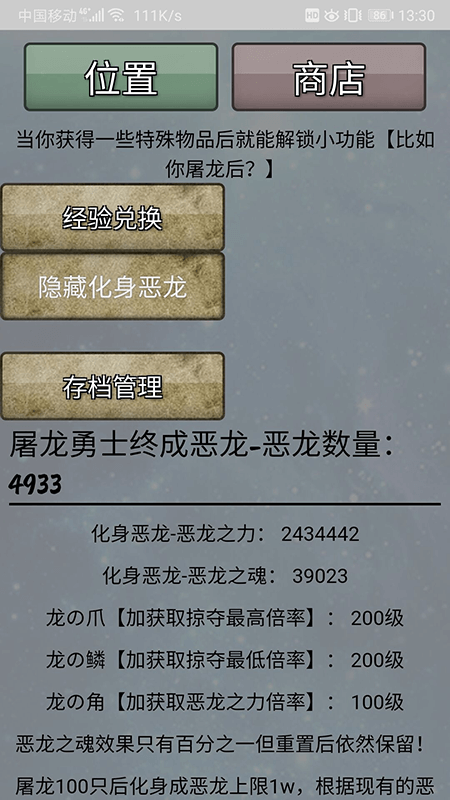 中国移动 4G 111K/s HD 86 13:30
位置 商店
当你获得一些特殊物品后就能解锁小功能【比如
你屠龙后？】
经验兑换
隐藏化身恶龙
存档管理
屠龙勇士终成恶龙-恶龙数量：
4933
化身恶龙-恶龙之力： 2434442
化身恶龙-恶龙之魂： 39023
龙の爪【加获取掠夺最高倍率】： 200级
龙の鳞【加获取掠夺最低倍率】： 200级
龙の角【加获取恶龙之力倍率】： 100级
恶龙之魂效果只有百分之一但重置后依然保留！
屠龙100只后化身成恶龙上限1w，根据现有的恶